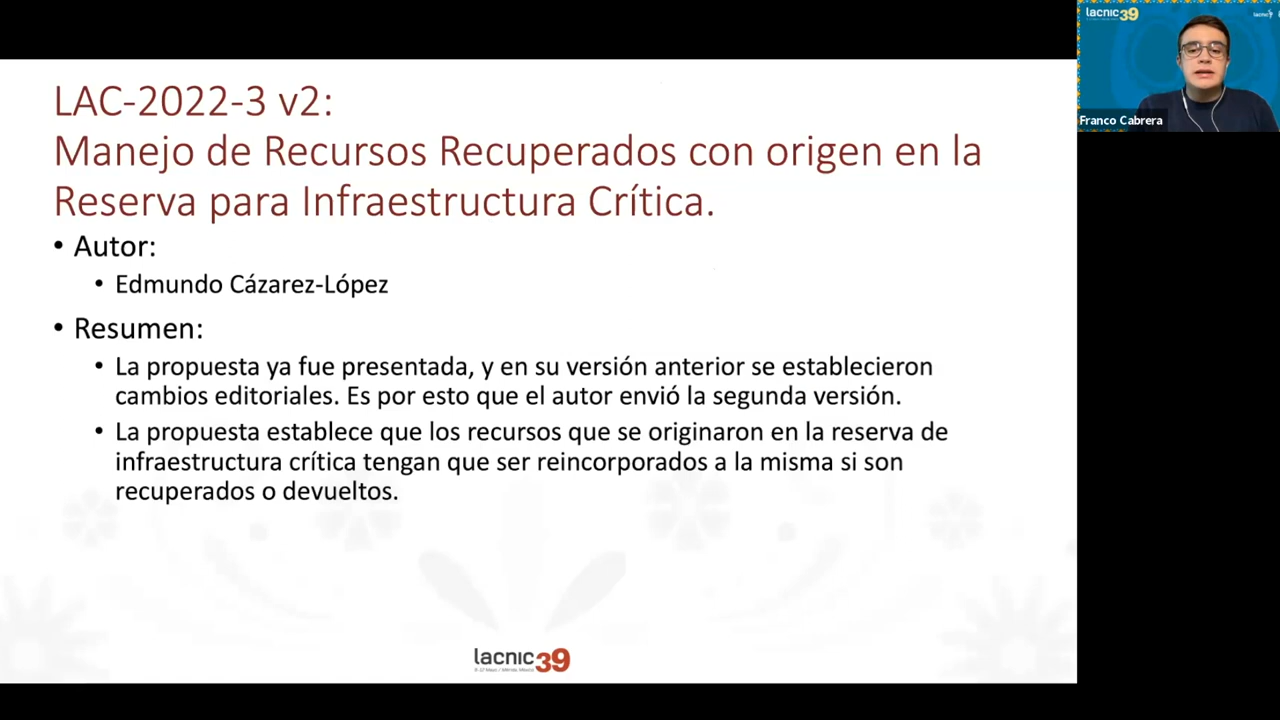 LAC-2022-3 v2:
Manejo de Recursos Recuperados con origen en la
Reserva para Infraestructura Crítica.
• Autor:
• Edmundo Cázarez-López
• Resumen:
• La propuesta ya fue presentada, y en su versión anterior se establecieron
cambios editoriales. Es por esto que el autor envió la segunda versión.
• La propuesta establece que los recursos que se originaron en la reserva de
infraestructura crítica tengan que ser reincorporados a la misma si son
recuperados o devueltos.
lacnic39
lacnic39
lacnic
Franco Cabrera